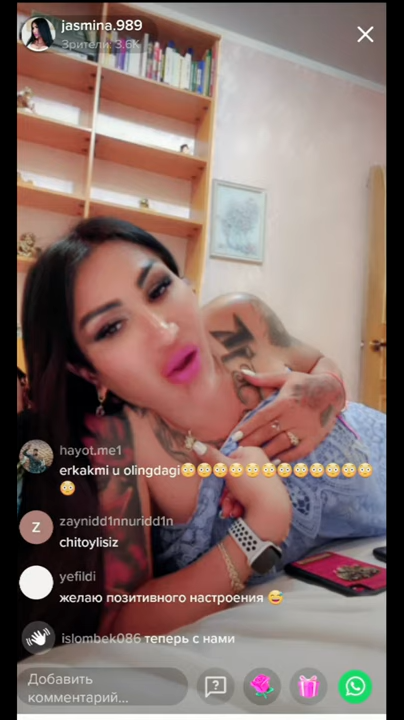 jasmina.989
Зрители: 3.6K
hayot.me1
erkakmi u olingdagi😳😳😳😳😳😳😳😳😳😳😳😳
😳
z
zaynidd1nnuridd1n
chitoylisiz
yefildi
желаю позитивного настроения 😅
👋 islombek086 теперь с нами
Добавить
комментарий...